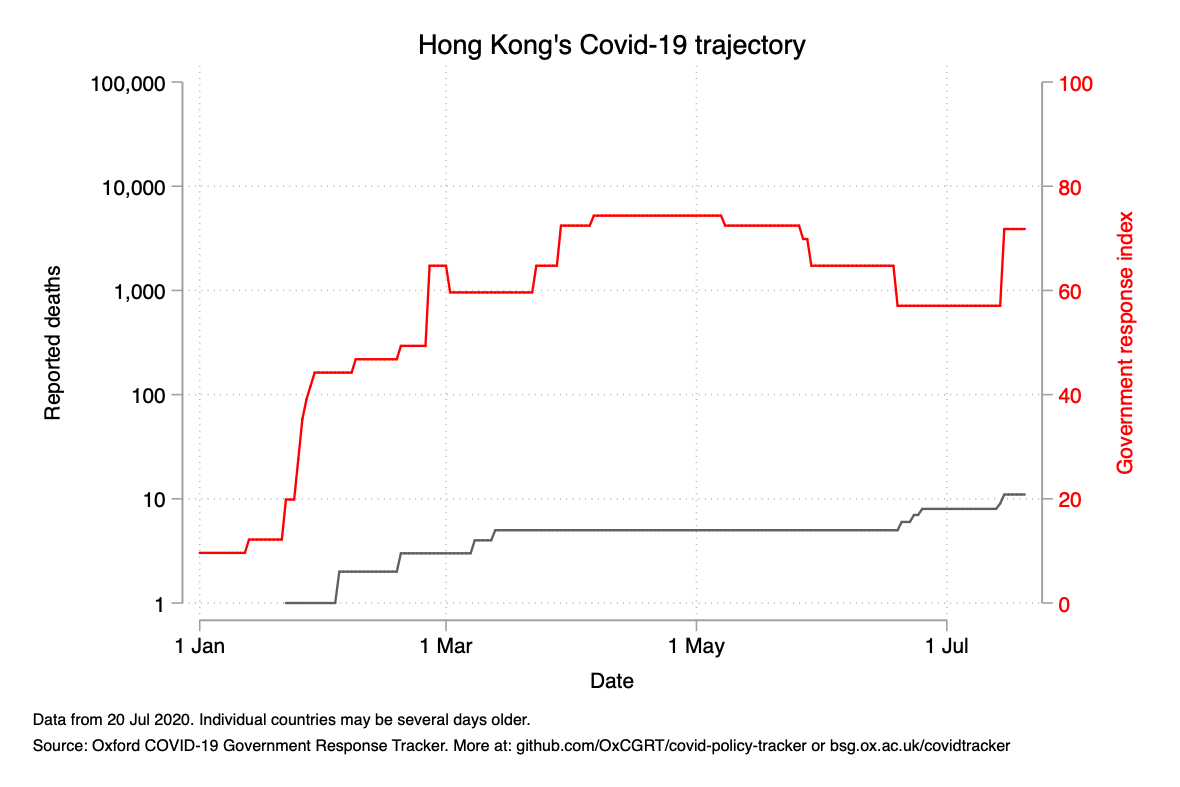 Hong Kong's Covid-19 trajectory
100,000
10,000
1,000
100
10
1
Reported deaths
100
80
60
40
20
0
Government response index
1 Jan
1 Mar
1 May
1 Jul
Date
Data from 20 Jul 2020. Individual countries may be several days older.
Source: Oxford COVID-19 Government Response Tracker. More at: github.com/OxCGRT/covid-policy-tracker or bsg.ox.ac.uk/covidtracker